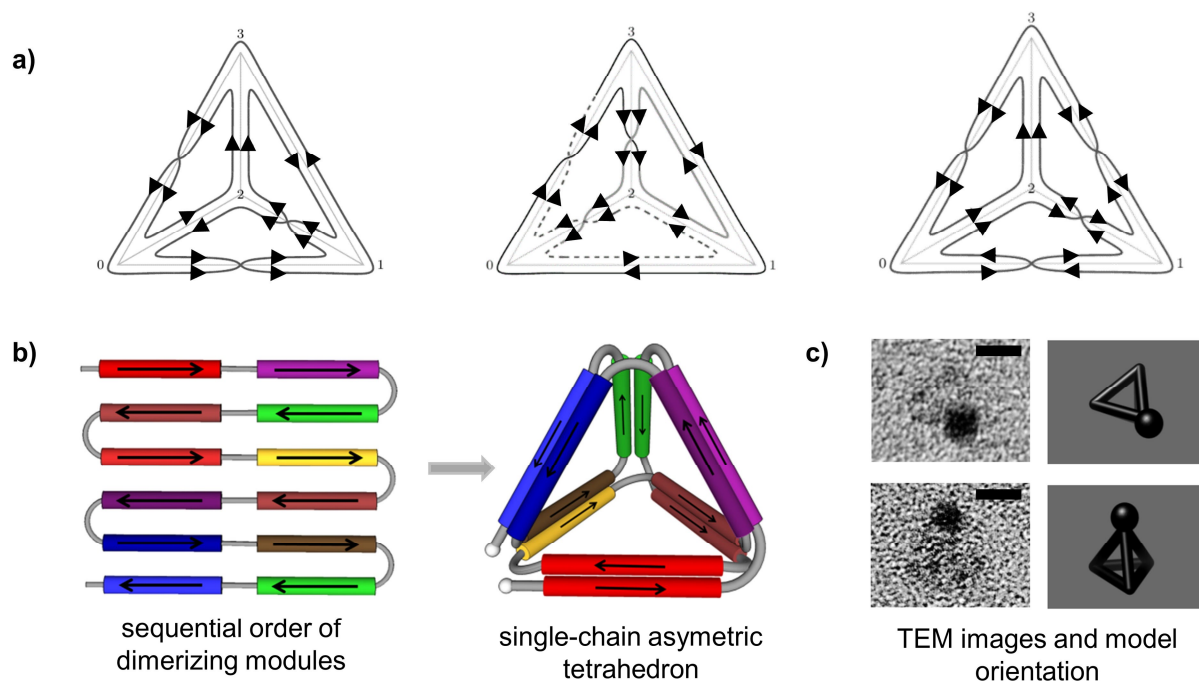 a)
3
3
3
2
2
2
0
1
0
1
0
1
b)
c)
sequential order of
dimerizing modules
single-chain asymetric
tetrahedron
TEM images and model
orientation